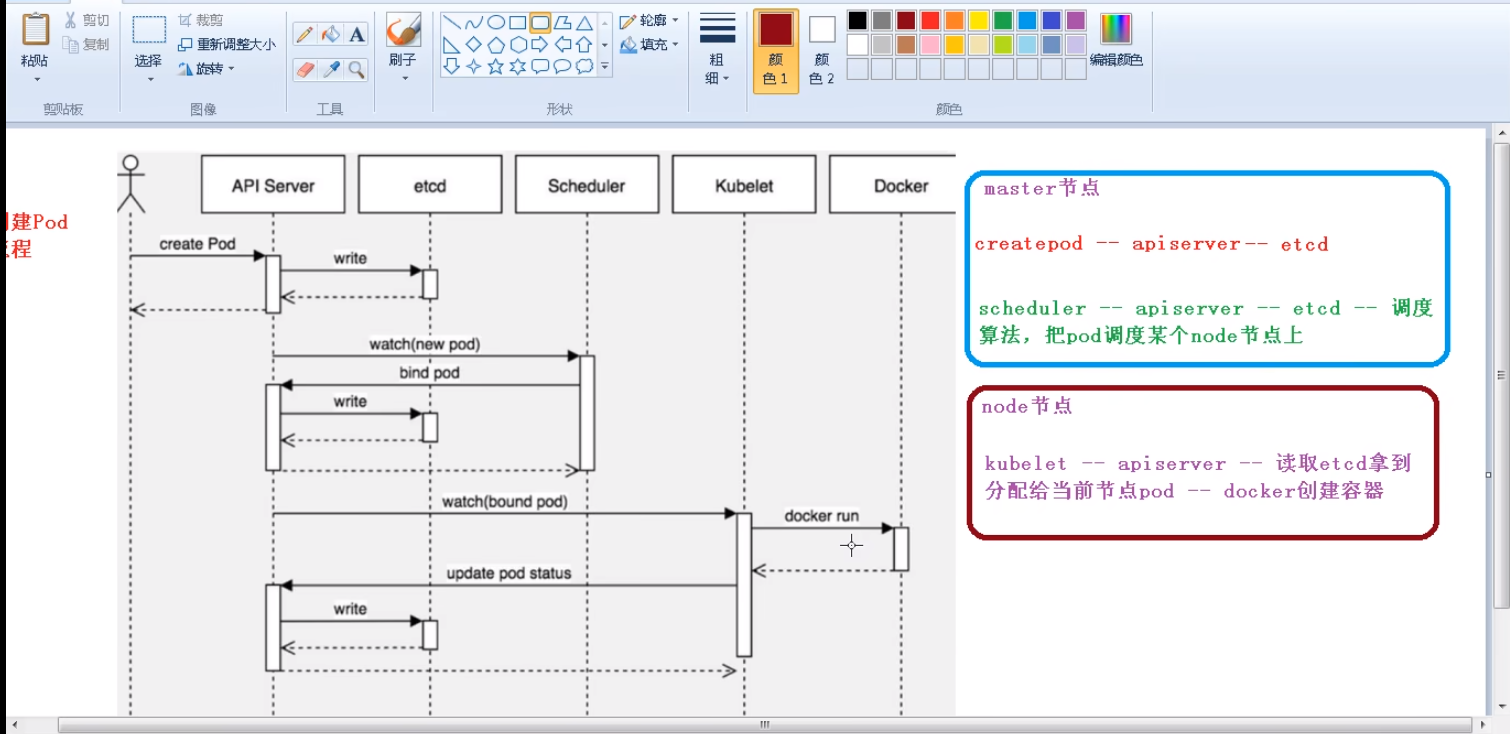 剪切
复制
粘贴
剪贴板
选择
裁剪
重新调整大小
旋转
图像
A
工具
刷子
轮廓
填充
形状
粗
细
颜
色 1
颜
色 2
编辑颜色
颜色
建Pod
程
API Server
etcd
Scheduler
Kubelet
Docker
create Pod
write
watch(new pod)
bind pod
write
watch(bound pod)
docker run
update pod status
write
master节点
createpod -- apiserver-- etcd
scheduler -- apiserver -- etcd -- 调度
算法，把pod调度某个node节点上
node节点
kubelet -- apiserver -- 读取etcd拿到
分配给当前节点pod -- docker创建容器